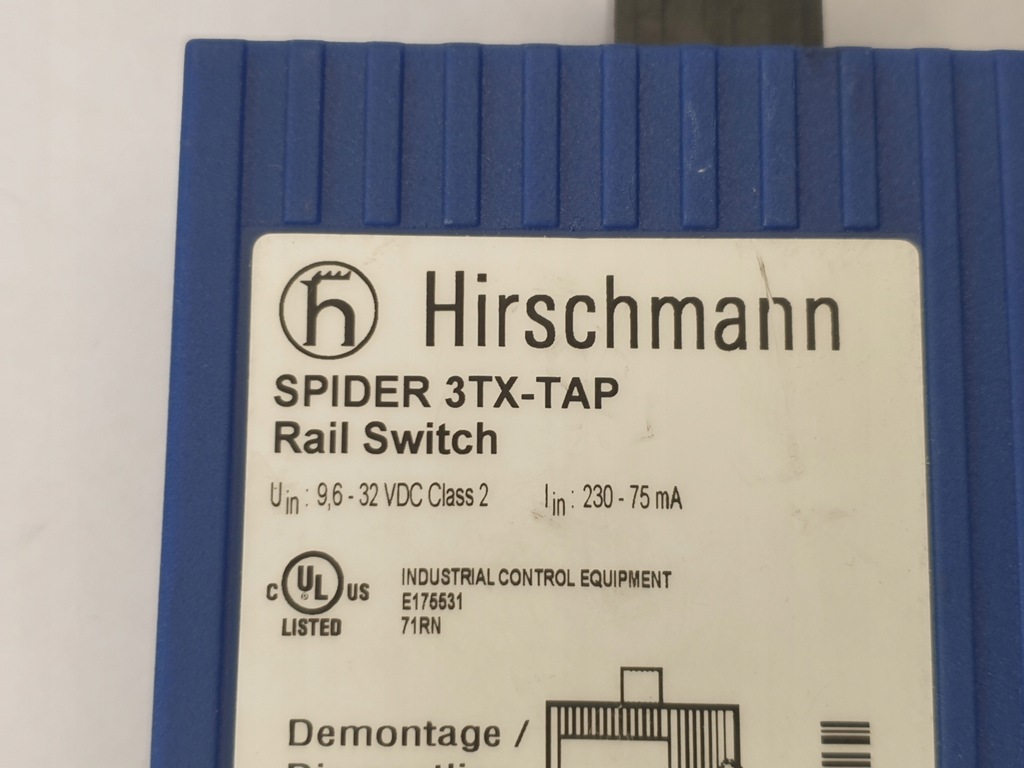 h Hirschmann
SPIDER 3TX-TAP
Rail Switch
Uin : 9,6 - 32 VDC Class 2 Iin : 230 - 75 mA
C UL US INDUSTRIAL CONTROL EQUIPMENT
E175531
LISTED 71RN
Demontage /